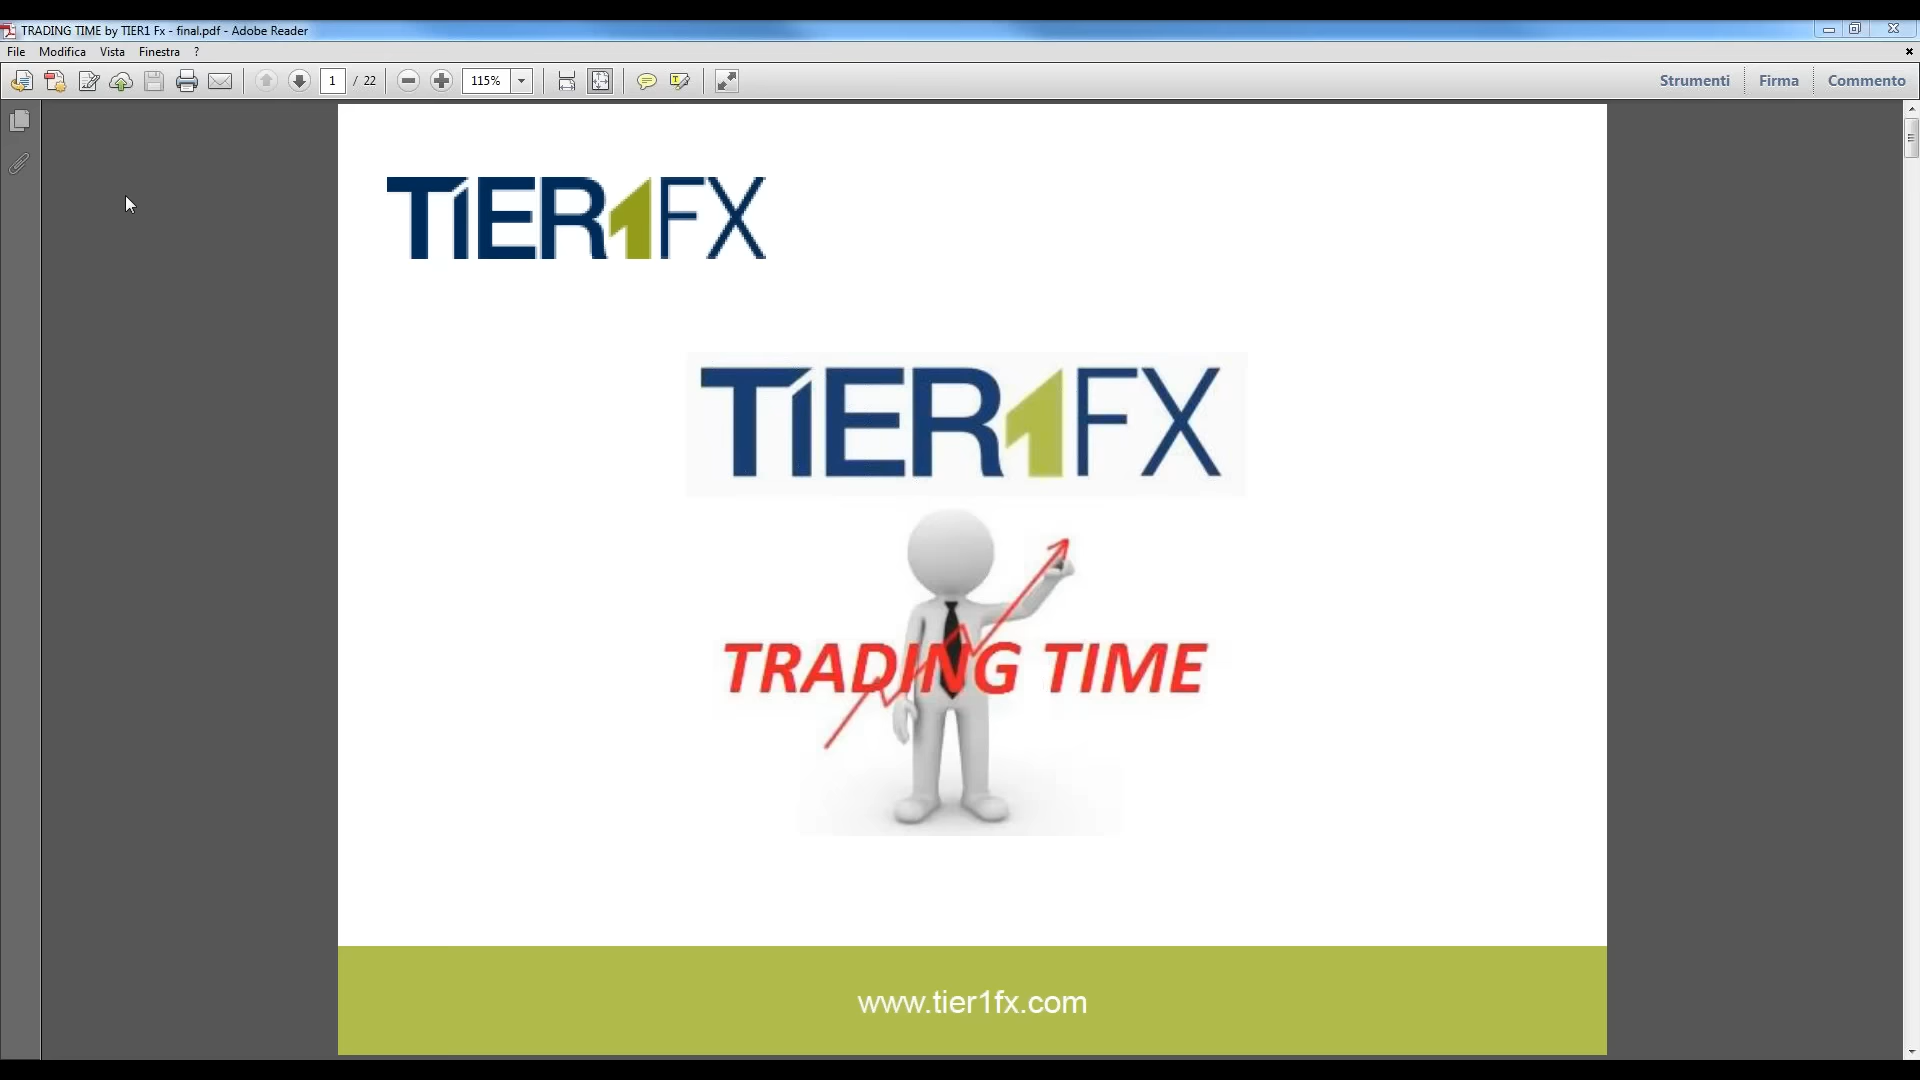 TRADING TIME by TIER1 Fx - final.pdf - Adobe Reader
File Modifica Vista Finestra ?
1 / 22 115% Strumenti Firma Commento
TiER1FX
TiER1FX
TRADING TIME
www.tier1fx.com